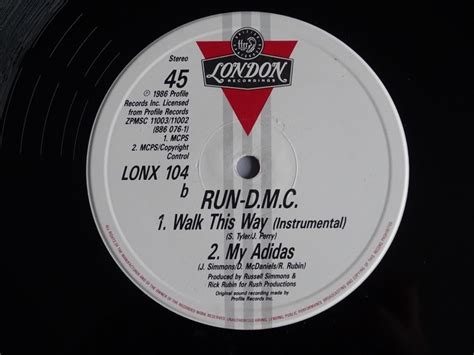 LONDON
RECORDINGS
Stereo
45
℗ 1986 Profile
Records Inc. Licensed
from Profile Records
ZPMSC 11003/11002
(886 076-1)
1. MCPS
2. MCPS/Copyright
Control
LONX 104
b
RUN-D.M.C.
1. Walk This Way (Instrumental)
(S. Tyler/J. Perry)
2. My Adidas
(J. Simmons/D. McDaniels/R. Rubin)
Produced by Russell Simmons &
Rick Rubin for Rush Productions
Original sound recording made by
Profile Records Inc.